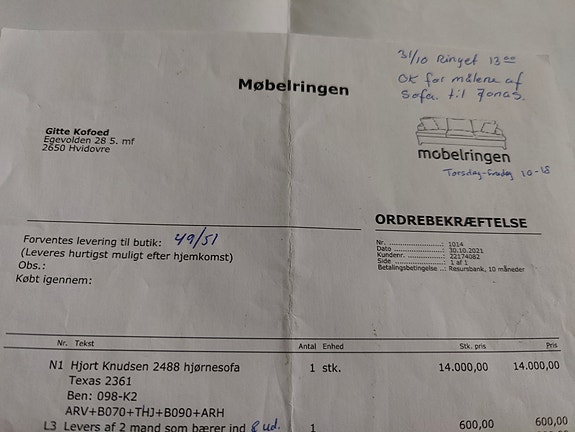 31/10 Ringet 13 00
OK for målene af
Sofa til Jonas.
Møbelringen
Gitte Kofoed
Egevolden 28 5. mf
2650 Hvidovre
møbelringen
Torsdag-Fredag 10-18
ORDREBEKRÆFTELSE
Forventes levering til butik: 49/51
(Leveres hurtigst muligt efter hjemkomst)
Obs.:
Købt igennem:
Nr. ......................: 1014
Dato ...................: 30.10.2021
Kundenr. .............: 22174082
Side ....................: 1 af 1
Betalingsbetingelse ..: Resursbank, 10 måneder
Nr. Tekst Antal Enhed Stk. pris Pris
N1 Hjort Knudsen 2488 hjørnesofa 1 stk. 14.000,00 14.000,00
Texas 2361
Ben: 098-K2
ARV+B070+THJ+B090+ARH
L3 Levers af 2 mand som bærer ind & ud. 1 600,00 600,00